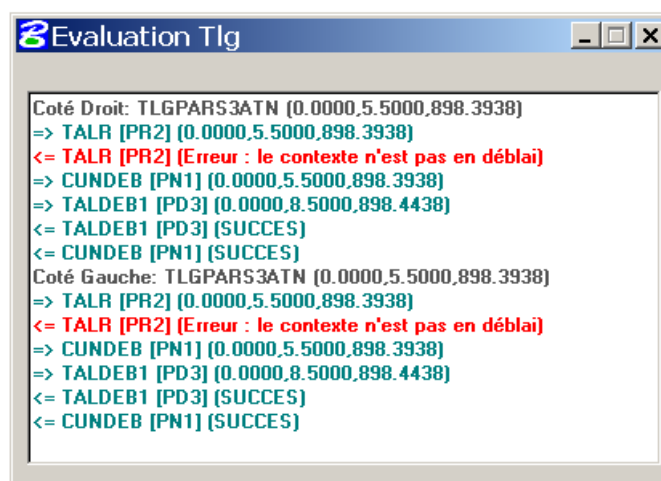 Evaluation Tlg
Coté Droit: TLGPARS3ATN (0.0000,5.5000,898.3938)
=> TALR [PR2] (0.0000,5.5000,898.3938)
<= TALR [PR2] (Erreur : le contexte n'est pas en déblai)
=> CUNDEB [PN1] (0.0000,5.5000,898.3938)
=> TALDEB1 [PD3] (0.0000,8.5000,898.4438)
<= TALDEB1 [PD3] (SUCCES)
<= CUNDEB [PN1] (SUCCES)
Coté Gauche: TLGPARS3ATN (0.0000,5.5000,898.3938)
=> TALR [PR2] (0.0000,5.5000,898.3938)
<= TALR [PR2] (Erreur : le contexte n'est pas en déblai)
=> CUNDEB [PN1] (0.0000,5.5000,898.3938)
=> TALDEB1 [PD3] (0.0000,8.5000,898.4438)
<= TALDEB1 [PD3] (SUCCES)
<= CUNDEB [PN1] (SUCCES)